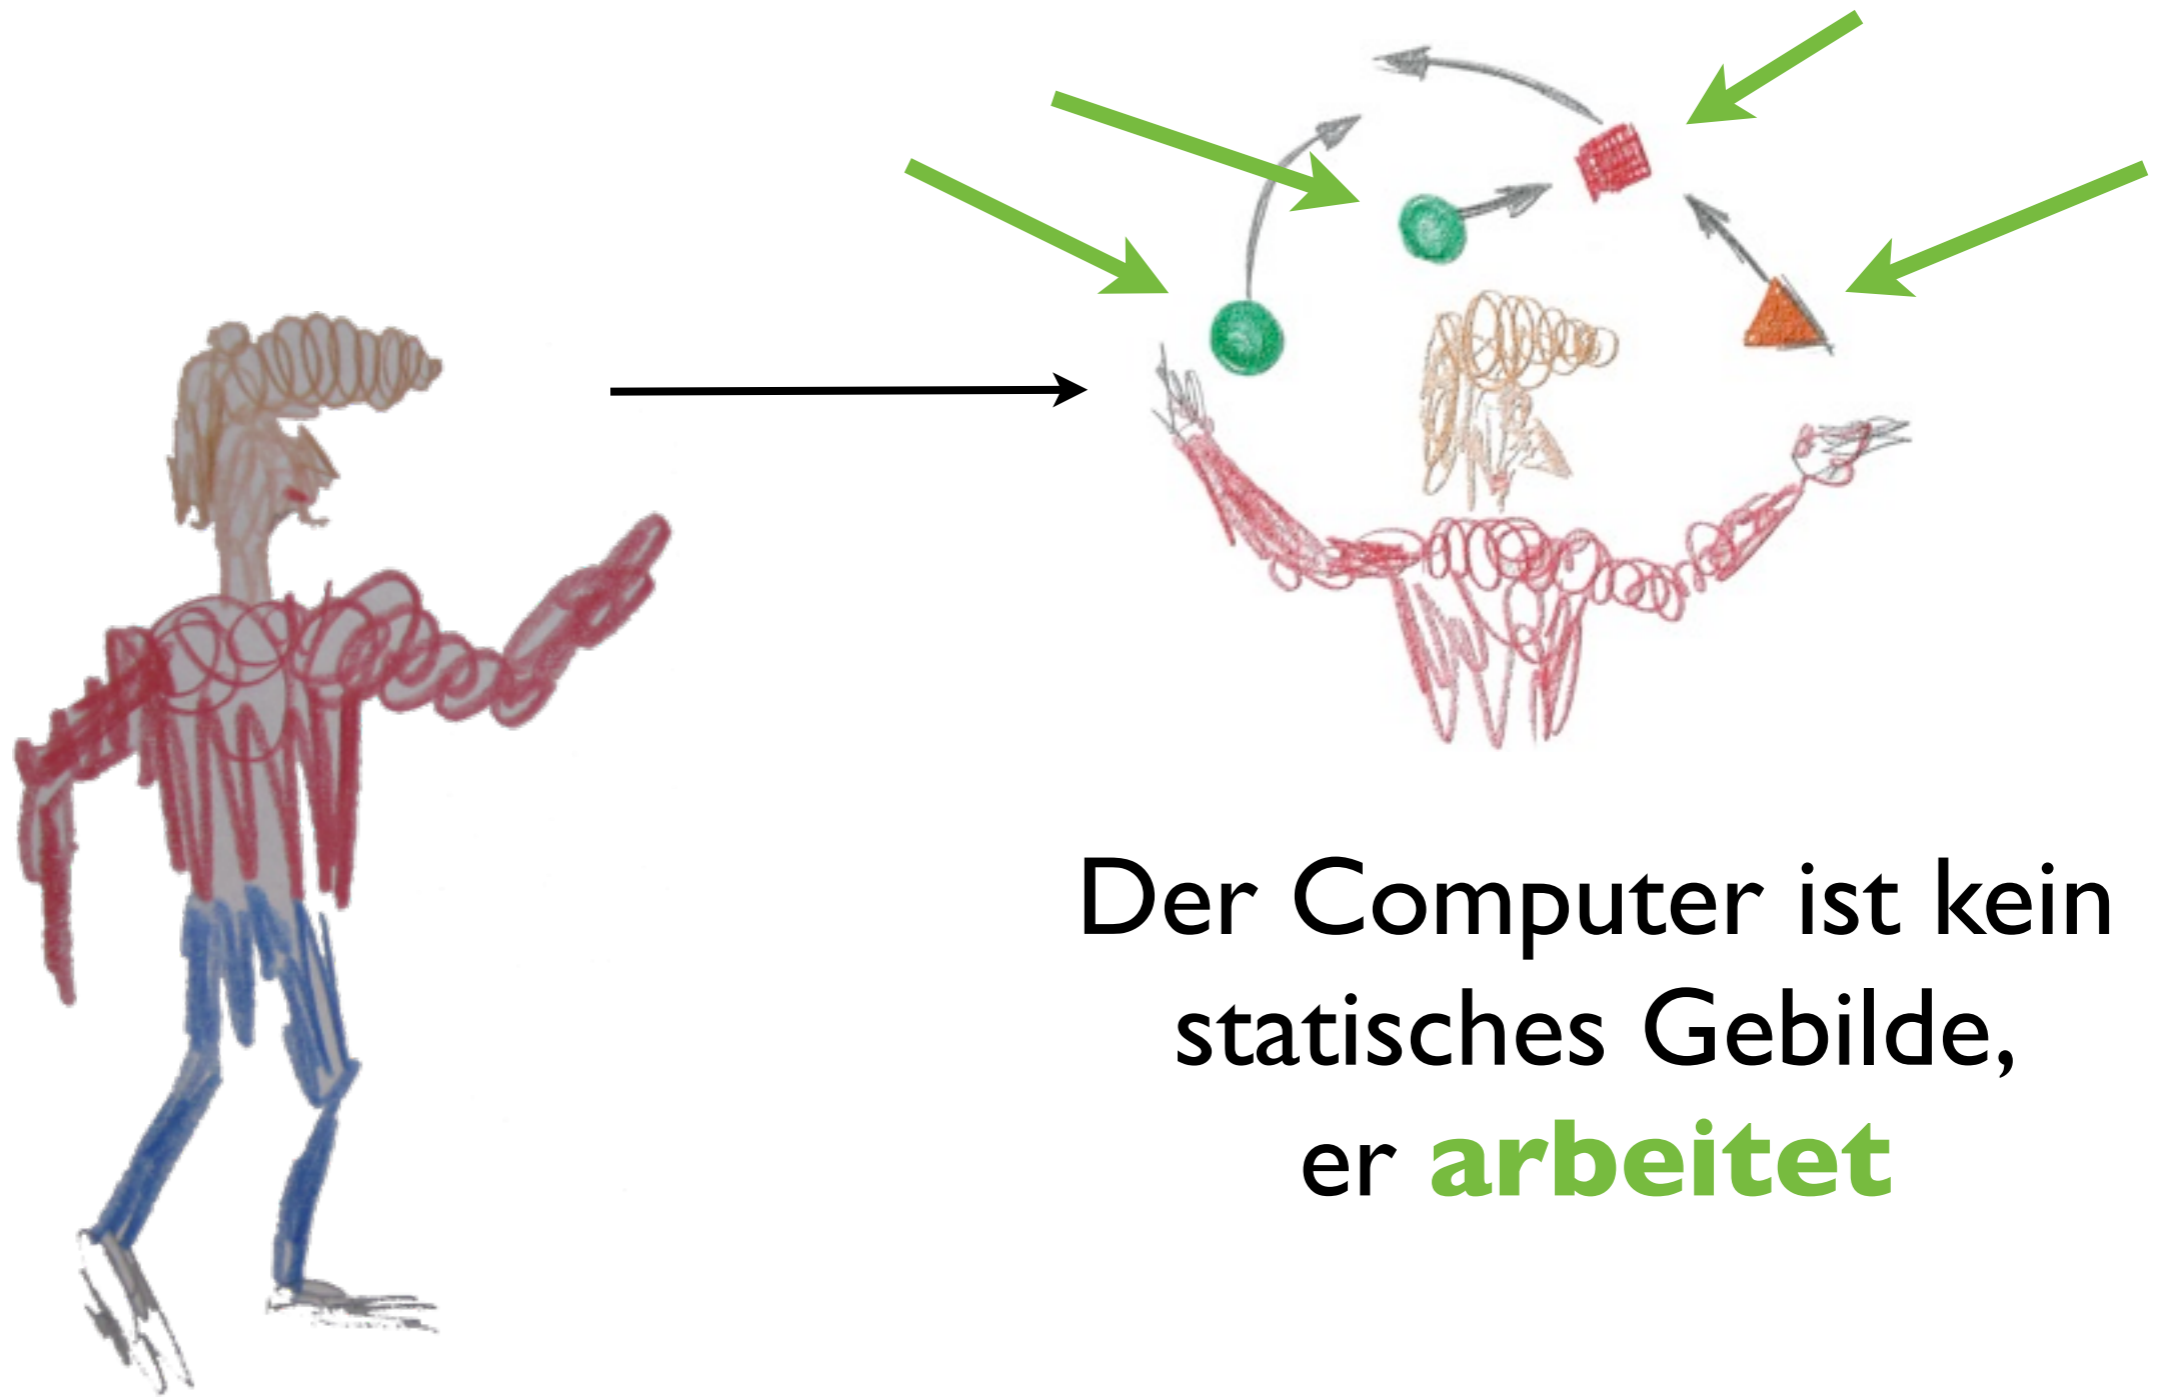 Der Computer ist kein
statisches Gebilde,
er arbeitet